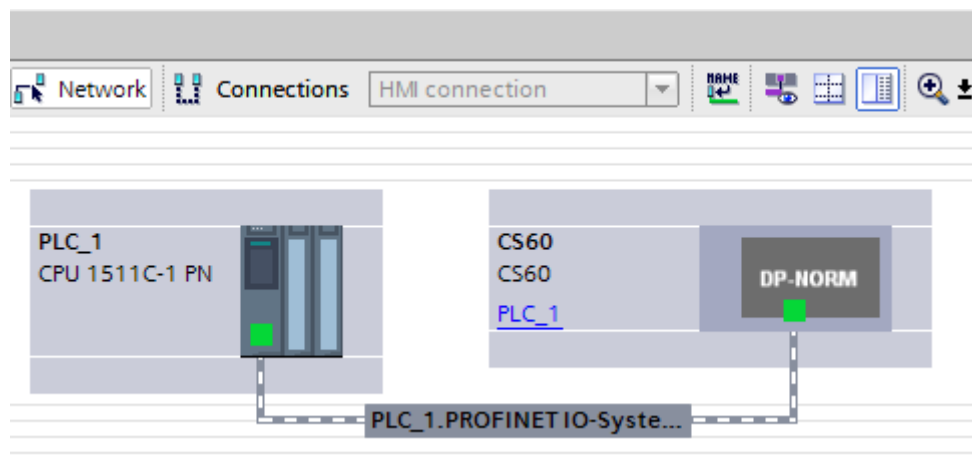 Network
Connections
HMI connection
NAME
PLC_1
CPU 1511C-1 PN
CS60
CS60
PLC_1
DP-NORM
PLC_1.PROFINET IO-Syste...